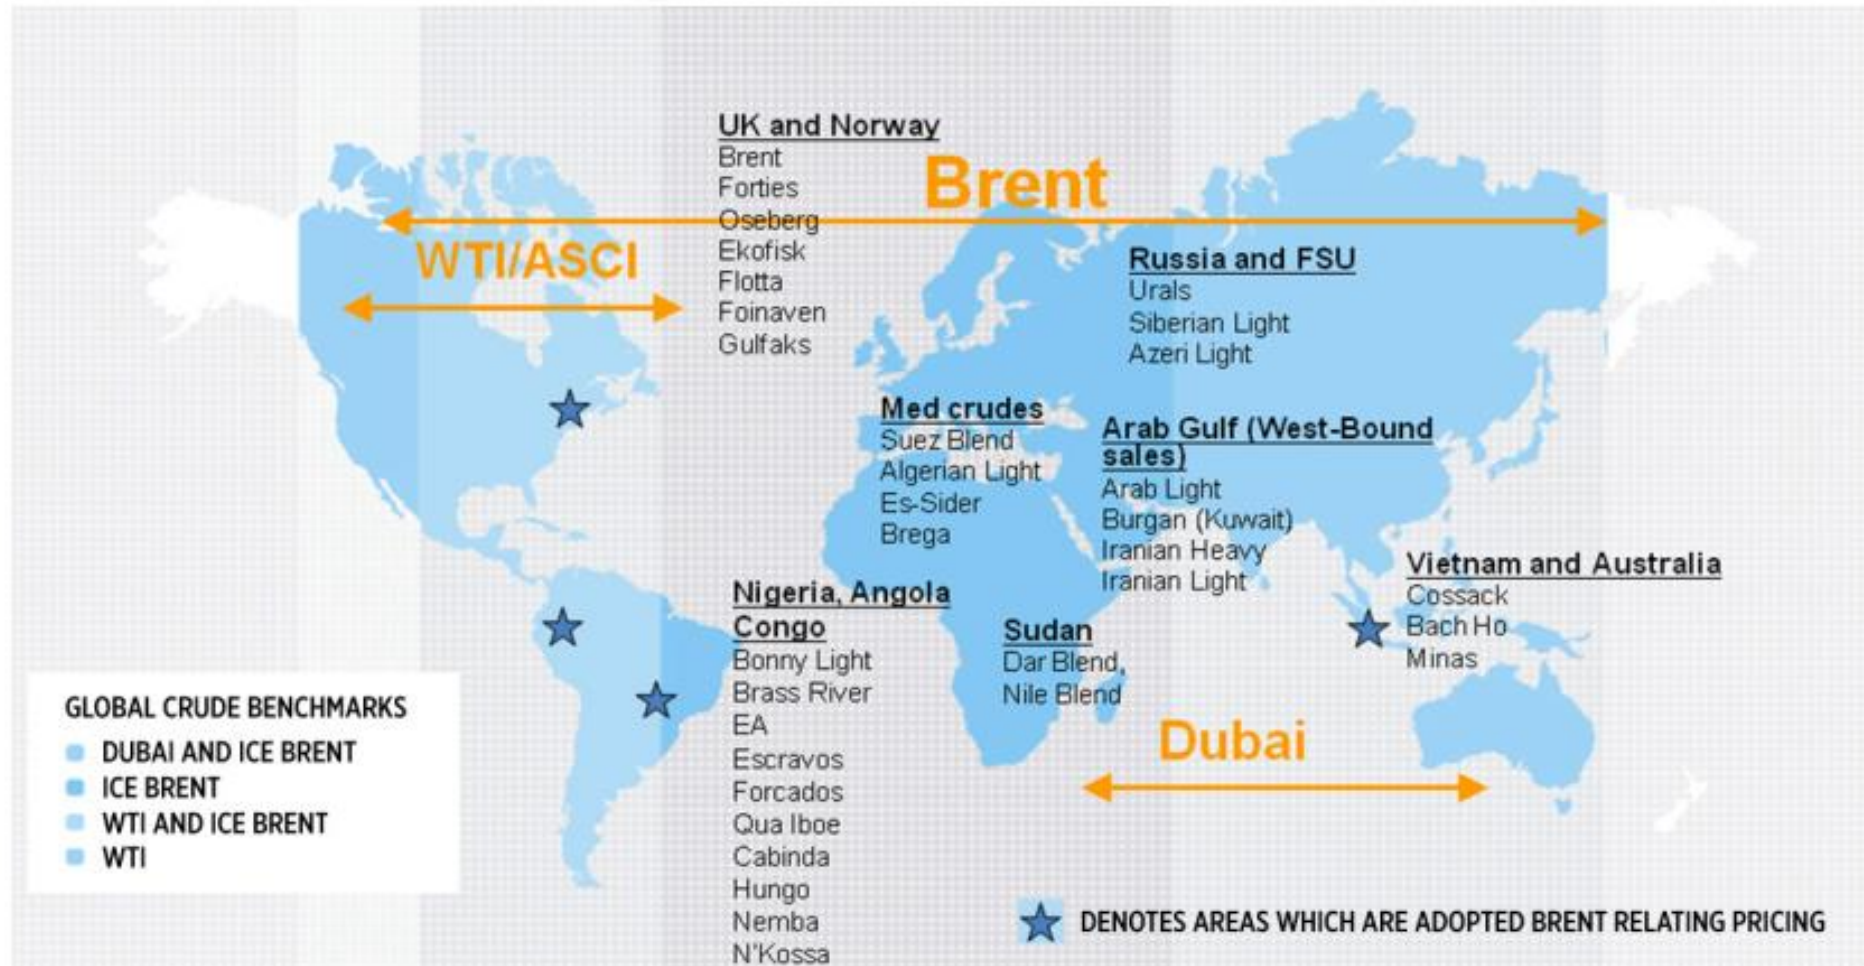 UK and Norway
Brent
Forties
Oseberg
Ekofisk
Flotta
Foinaven
Gulfaks
Brent
WTI/ASCI
Russia and FSU
Urals
Siberian Light
Azeri Light
Med crudes
Suez Blend
Algerian Light
Es-Sider
Brega
Arab Gulf (West-Bound
sales)
Arab Light
Burgan (Kuwait)
Iranian Heavy
Iranian Light
Vietnam and Australia
Cossack
Bach Ho
Minas
Nigeria, Angola
Congo
Bonny Light
Brass River
EA
Escravos
Forcados
Qua Iboe
Cabinda
Hungo
Nemba
N'Kossa
Sudan
Dar Blend,
Nile Blend
Dubai
GLOBAL CRUDE BENCHMARKS
DUBAI AND ICE BRENT
ICE BRENT
WTI AND ICE BRENT
WTI
DENOTES AREAS WHICH ARE ADOPTED BRENT RELATING PRICING